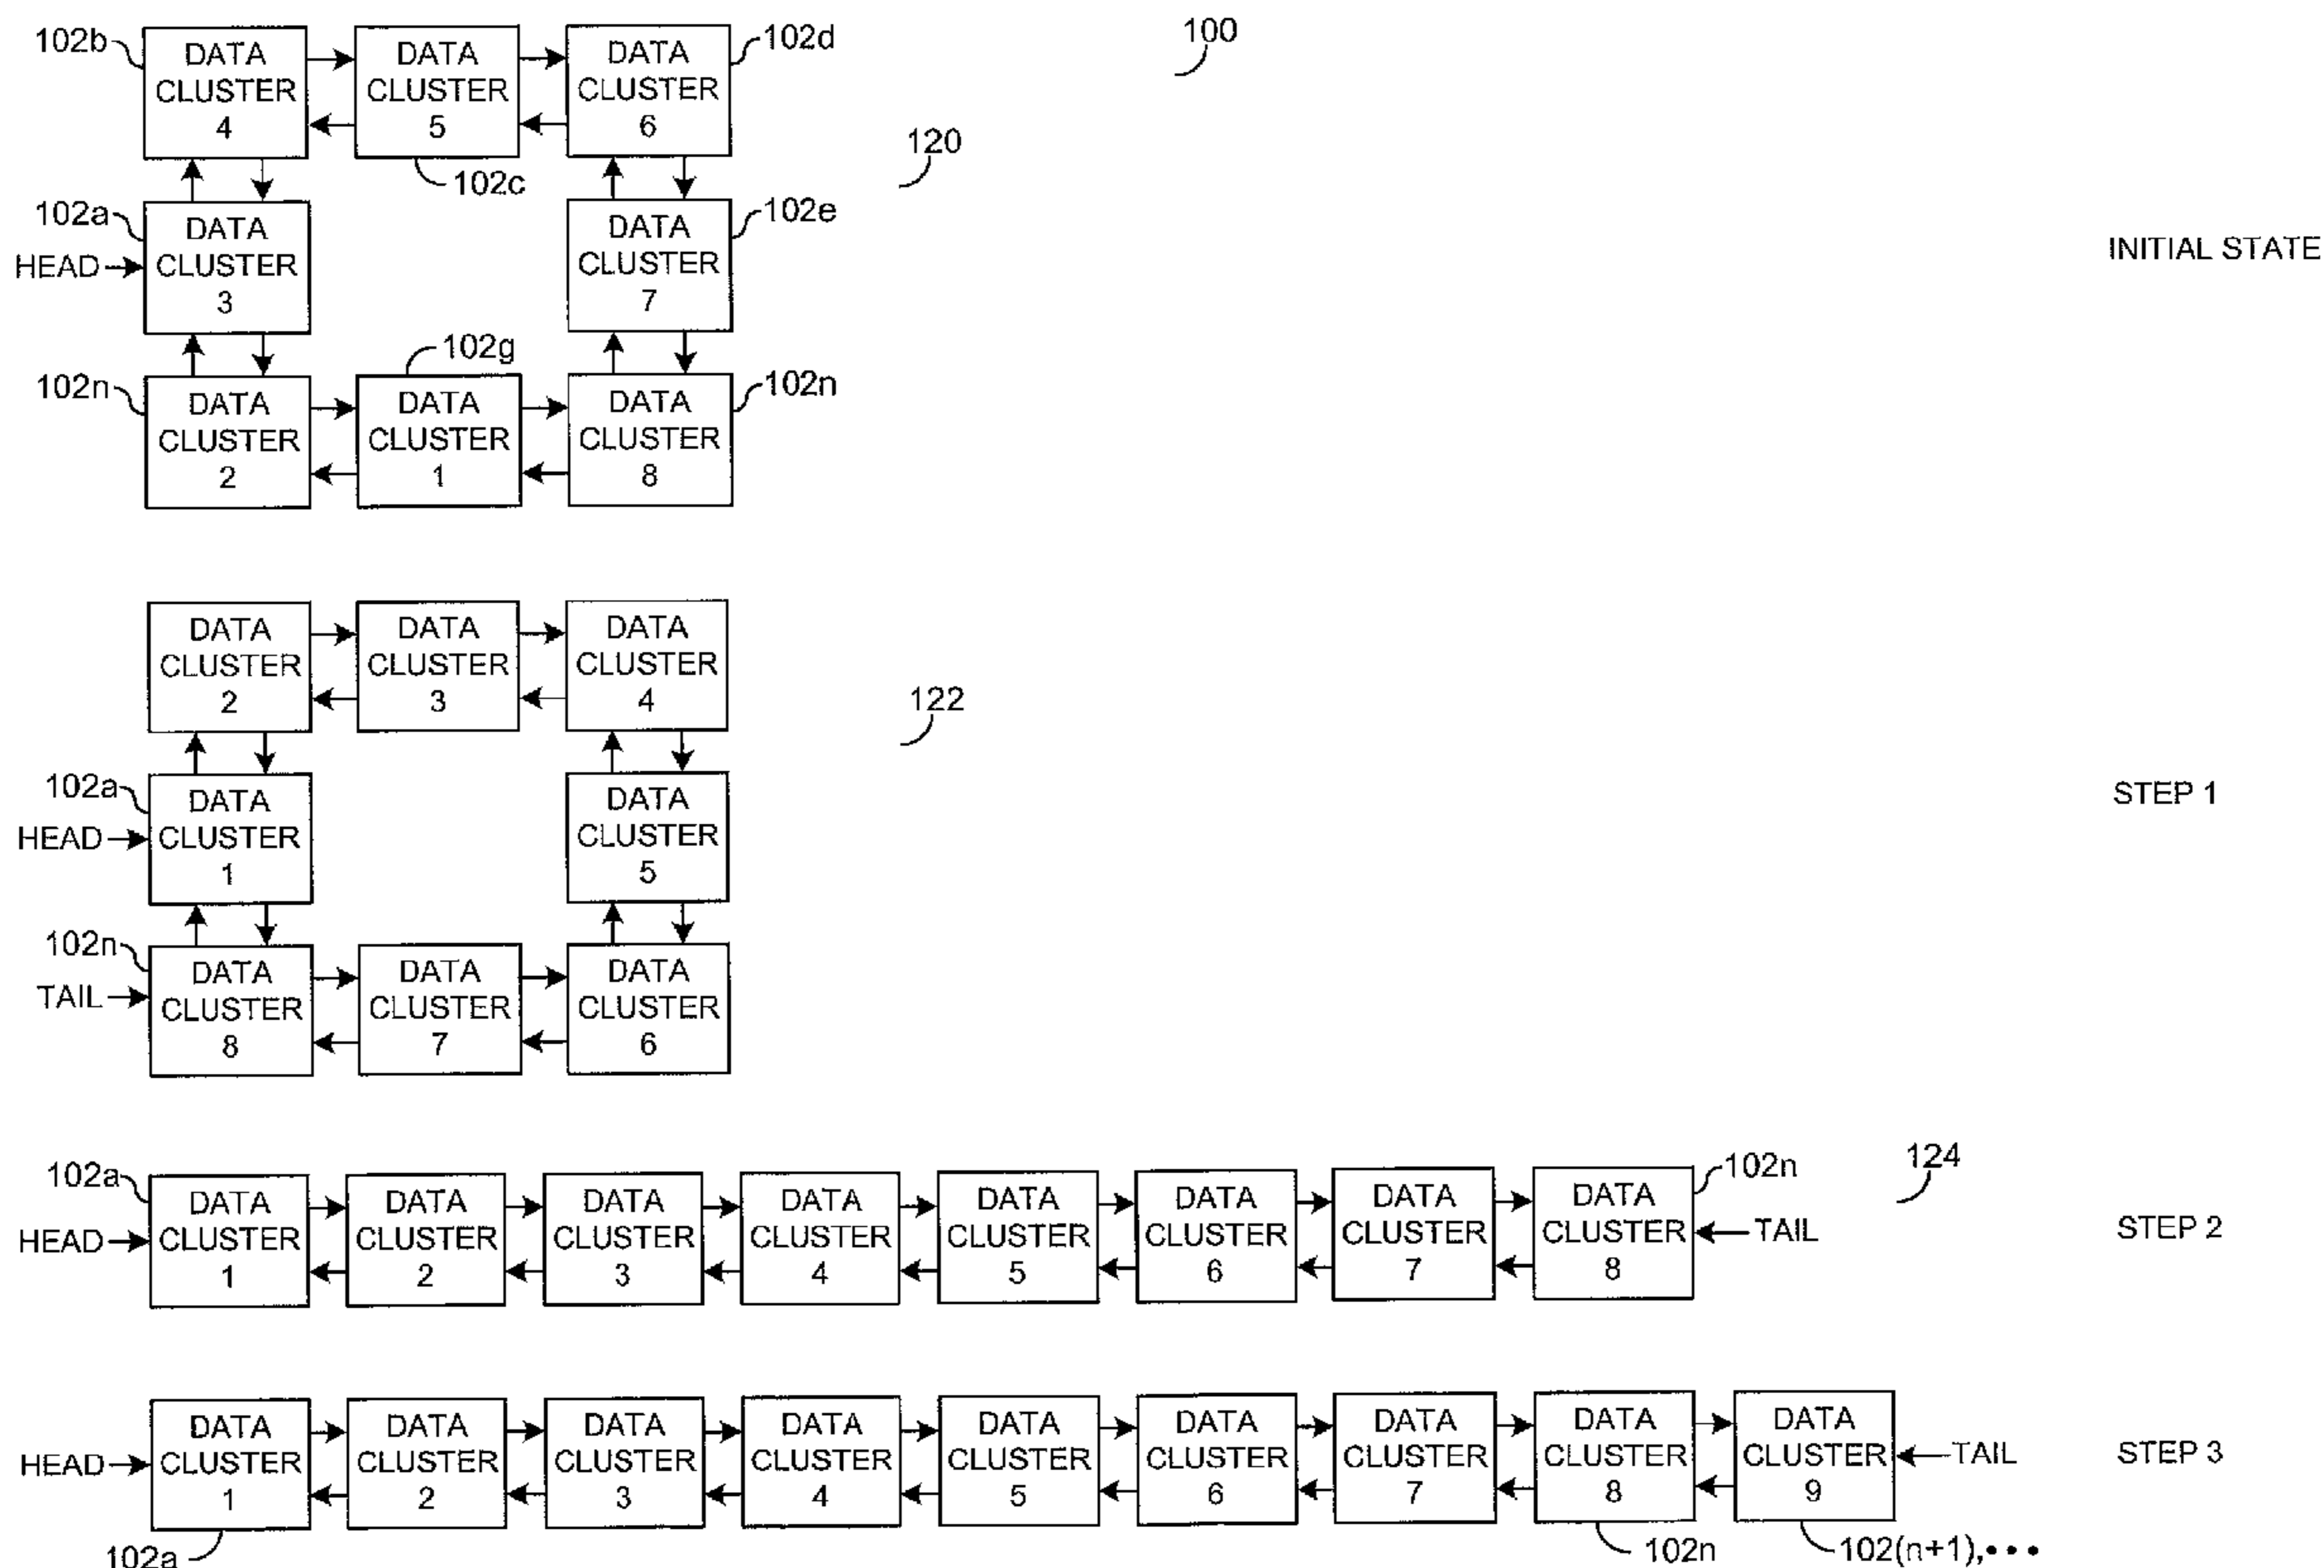 100
102b
DATA CLUSTER 4
DATA CLUSTER 5
DATA CLUSTER 6
102d
120
102c
102a
HEAD
DATA CLUSTER 3
DATA CLUSTER 7
102e
INITIAL STATE
102g
102n
DATA CLUSTER 2
DATA CLUSTER 1
DATA CLUSTER 8
102n
DATA CLUSTER 2
DATA CLUSTER 3
DATA CLUSTER 4
122
102a
HEAD
DATA CLUSTER 1
DATA CLUSTER 5
STEP 1
102n
TAIL
DATA CLUSTER 8
DATA CLUSTER 7
DATA CLUSTER 6
102a
HEAD
DATA CLUSTER 1
DATA CLUSTER 2
DATA CLUSTER 3
DATA CLUSTER 4
DATA CLUSTER 5
DATA CLUSTER 6
DATA CLUSTER 7
DATA CLUSTER 8
102n
TAIL
124
STEP 2
HEAD
DATA CLUSTER 1
DATA CLUSTER 2
DATA CLUSTER 3
DATA CLUSTER 4
DATA CLUSTER 5
DATA CLUSTER 6
DATA CLUSTER 7
DATA CLUSTER 8
DATA CLUSTER 9
TAIL
STEP 3
102a
102n
102(n+1),•••